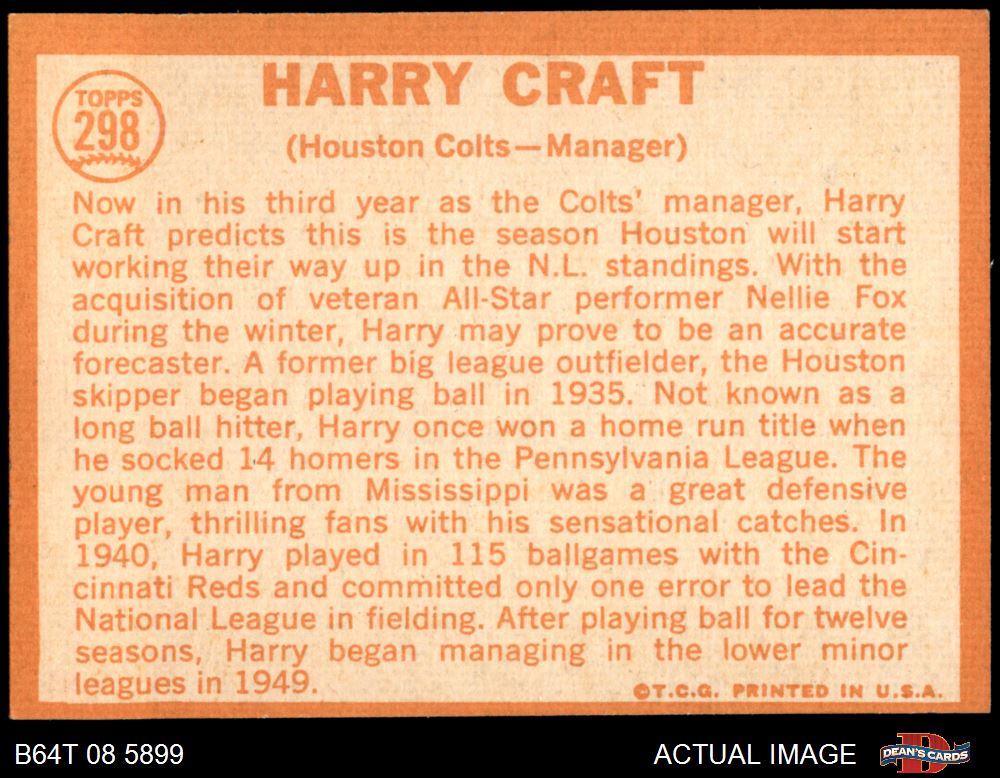 TOPPS
298
HARRY CRAFT
(Houston Colts—Manager)
Now in his third year as the Colts' manager, Harry
Craft predicts this is the season Houston will start
working their way up in the N.L. standings. With the
acquisition of veteran All-Star performer Nellie Fox
during the winter, Harry may prove to be an accurate
forecaster. A former big league outfielder, the Houston
skipper began playing ball in 1935. Not known as a
long ball hitter, Harry once won a home run title when
he socked 14 homers in the Pennsylvania League. The
young man from Mississippi was a great defensive
player, thrilling fans with his sensational catches. In
1940, Harry played in 115 ballgames with the Cin-
cinnati Reds and committed only one error to lead the
National League in fielding. After playing ball for twelve
seasons, Harry began managing in the lower minor
leagues in 1949.
©T.C.G. PRINTED IN U.S.A.
B64T 08 5899
ACTUAL IMAGE
D
DEAN'S CARDS